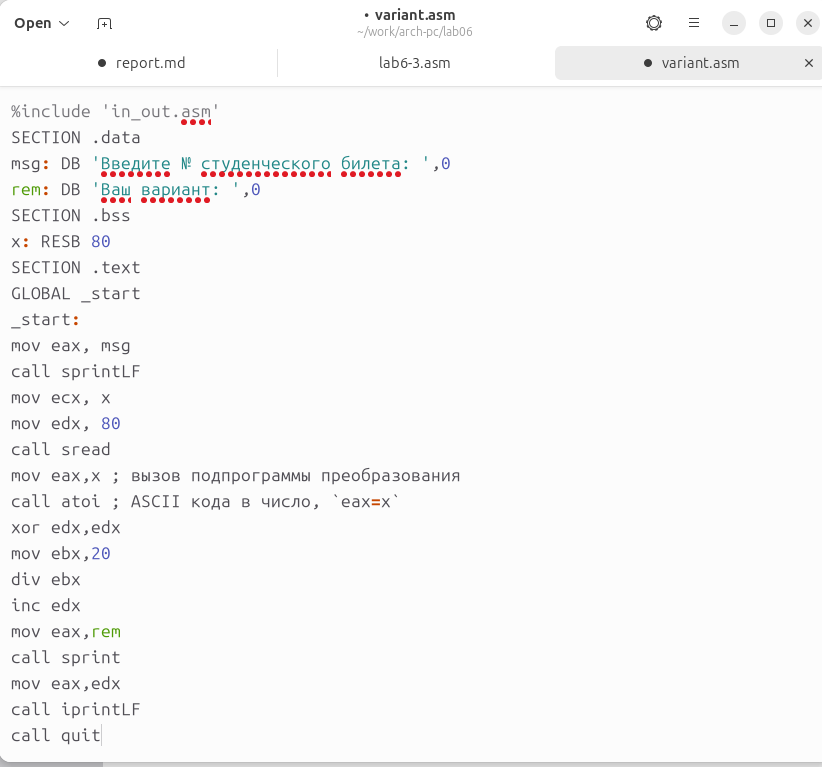 Open
• variant.asm
~/work/arch-pc/lab06
● report.md
lab6-3.asm
● variant.asm
%include 'in_out.asm'
SECTION .data
msg: DB 'Введите № студенческого билета: ',0
rem: DB 'Ваш вариант: ',0
SECTION .bss
x: RESB 80
SECTION .text
GLOBAL _start
_start:
mov eax, msg
call sprintLF
mov ecx, x
mov edx, 80
call sread
mov eax,x ; вызов подпрограммы преобразования
call atoi ; ASCII кода в число, `eax=x`
xor edx,edx
mov ebx,20
div ebx
inc edx
mov eax,rem
call sprint
mov eax,edx
call iprintLF
call quit